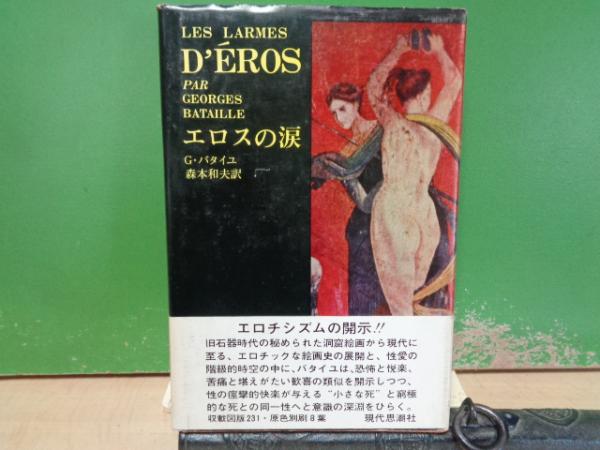 LES LARMES
D'ÉROS
PAR
GEORGES
BATAILLE
エロスの涙
G・バタイユ
森本和夫訳
エロチシズムの開示!!
旧石器時代の秘められた洞窟絵画から現代に
至る、エロチックな絵画史の展開と、性愛の
階級的時空の中に、バタイユは、恐怖と悦楽、
苦痛と堪えがたい歓喜の類似を開示しつつ、
性の痙攣的快楽が与える“小さな死”と窮極
的な死との同一性へと意識の深淵をひらく。
収載図版231・原色別刷8葉 現代思潮社